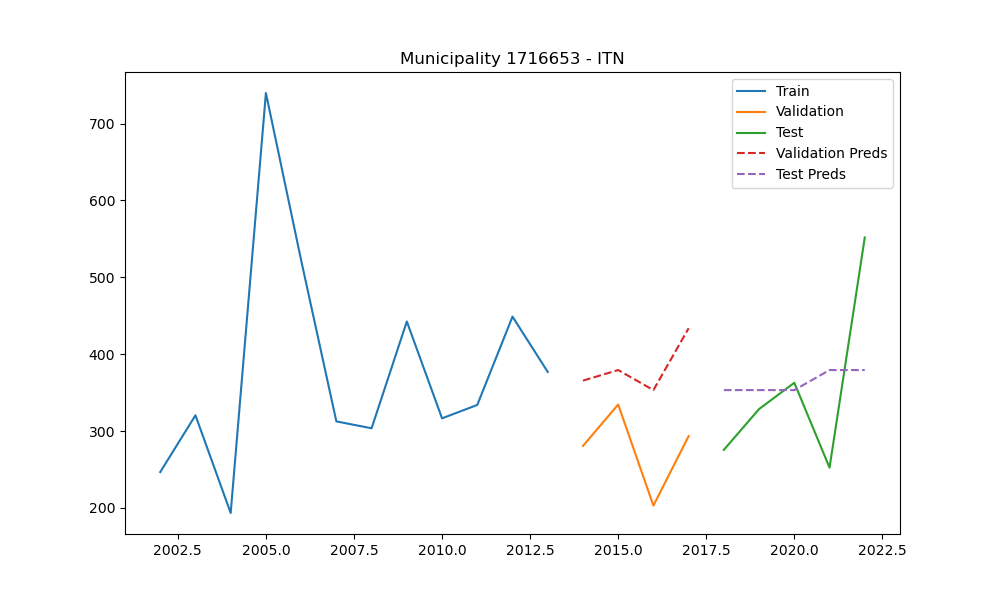 Municipality 1716653 - ITN
Train
Validation
Test
Validation Preds
Test Preds
700
600
500
400
300
200
2002.5 2005.0 2007.5 2010.0 2012.5 2015.0 2017.5 2020.0 2022.5